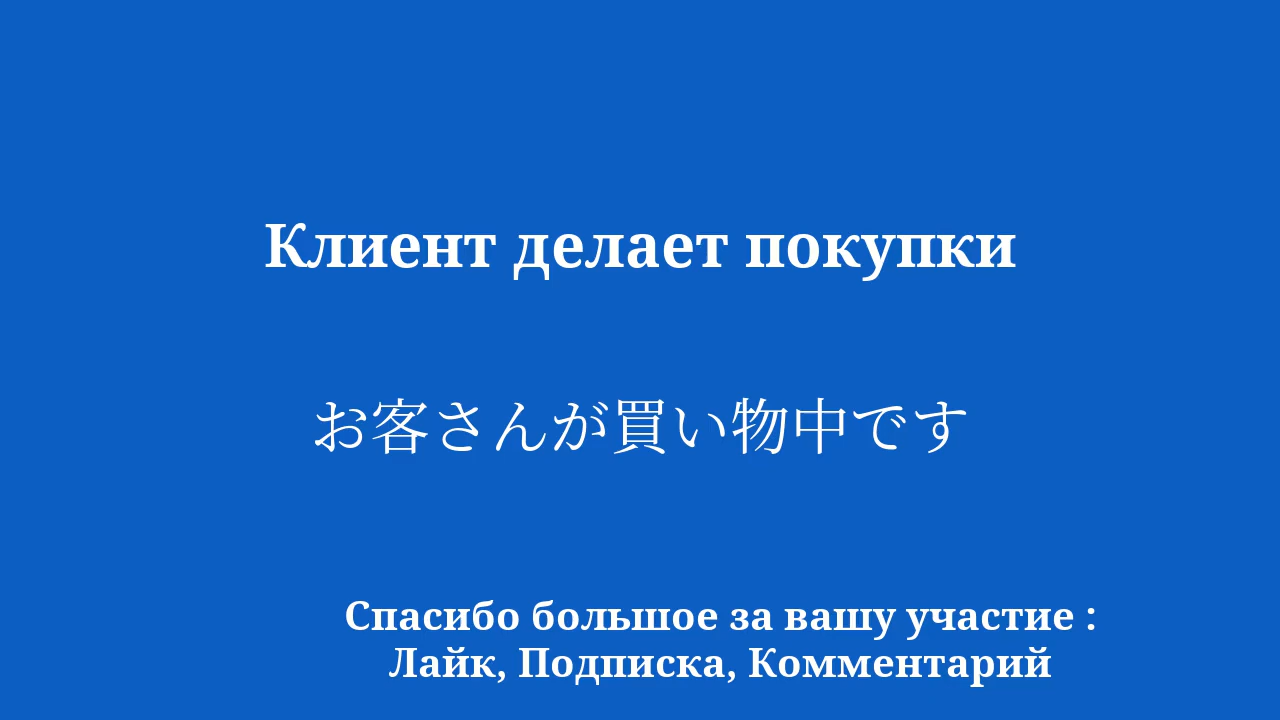 Клиент делает покупки
お客さんが買い物中です
Спасибо большое за вашу участие :
Лайк, Подписка, Комментарий